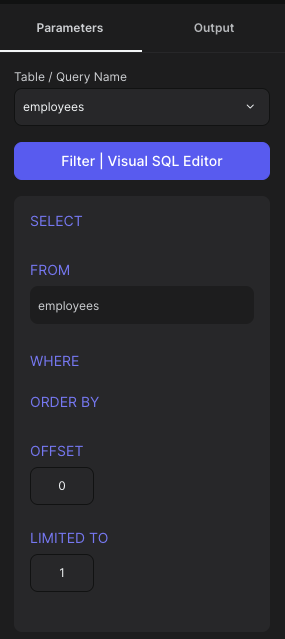 Parameters Output
Table / Query Name
employees
Filter | Visual SQL Editor
SELECT
FROM
employees
WHERE
ORDER BY
OFFSET
0
LIMITED TO
1